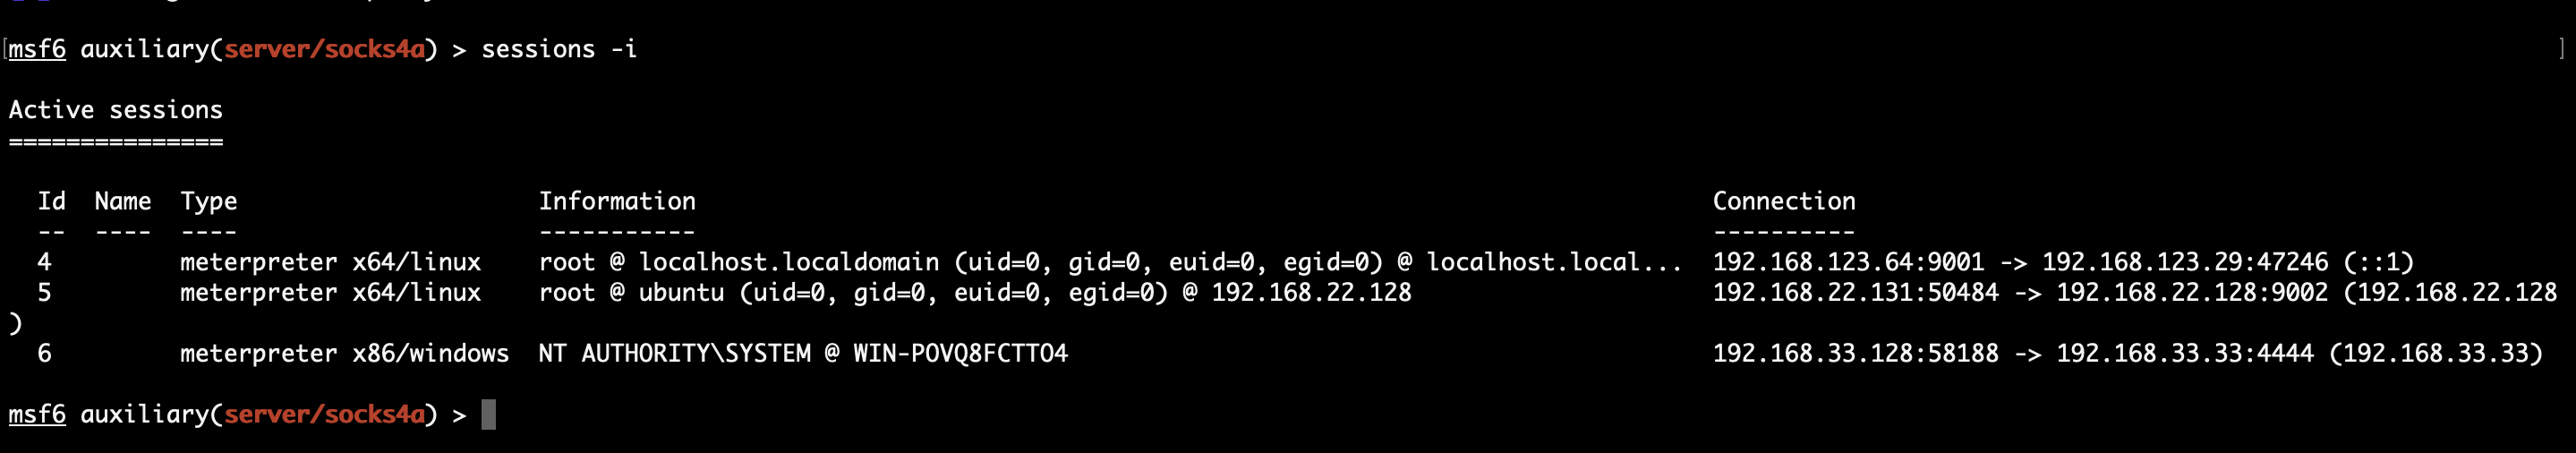 [msf6 auxiliary(server/socks4a) > sessions -i ]
Active sessions
===============
Id Name Type Information Connection
-- ---- ---- ----------- ----------
4 meterpreter x64/linux root @ localhost.localdomain (uid=0, gid=0, euid=0, egid=0) @ localhost.local... 192.168.123.64:9001 -> 192.168.123.29:47246 (::1)
5 meterpreter x64/linux root @ ubuntu (uid=0, gid=0, euid=0, egid=0) @ 192.168.22.128 192.168.22.131:50484 -> 192.168.22.128:9002 (192.168.22.128
)
6 meterpreter x86/windows NT AUTHORITY\SYSTEM @ WIN-POVQ8FCTTO4 192.168.33.128:58188 -> 192.168.33.33:4444 (192.168.33.33)
msf6 auxiliary(server/socks4a) >